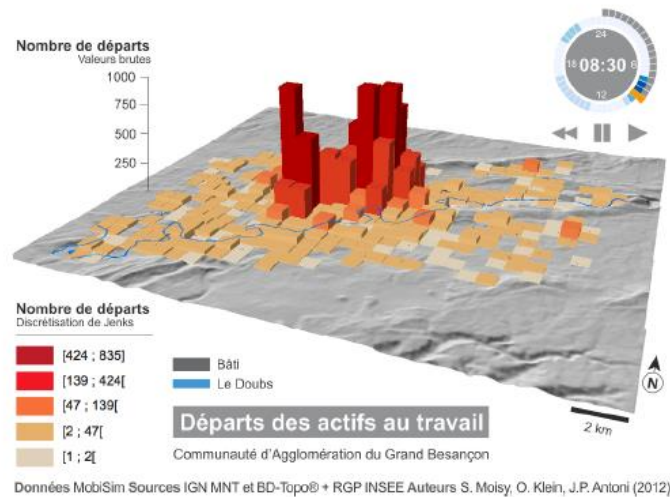 Nombre de départs
Valeurs brutes
1000
750
500
250
24
18
08:30
6
12
Nombre de départs
Discrétisation de Jenks
[424 ; 835]
[139 ; 424[
[47 ; 139[
[2 ; 47[
[1 ; 2[
Bâti
Le Doubs
Départs des actifs au travail
Communauté d'Agglomération du Grand Besançon
N
2 km
Données MobiSim Sources IGN MNT et BD-Topo® + RGP INSEE Auteurs S. Moisy, O. Klein, J.P. Antoni (2012)